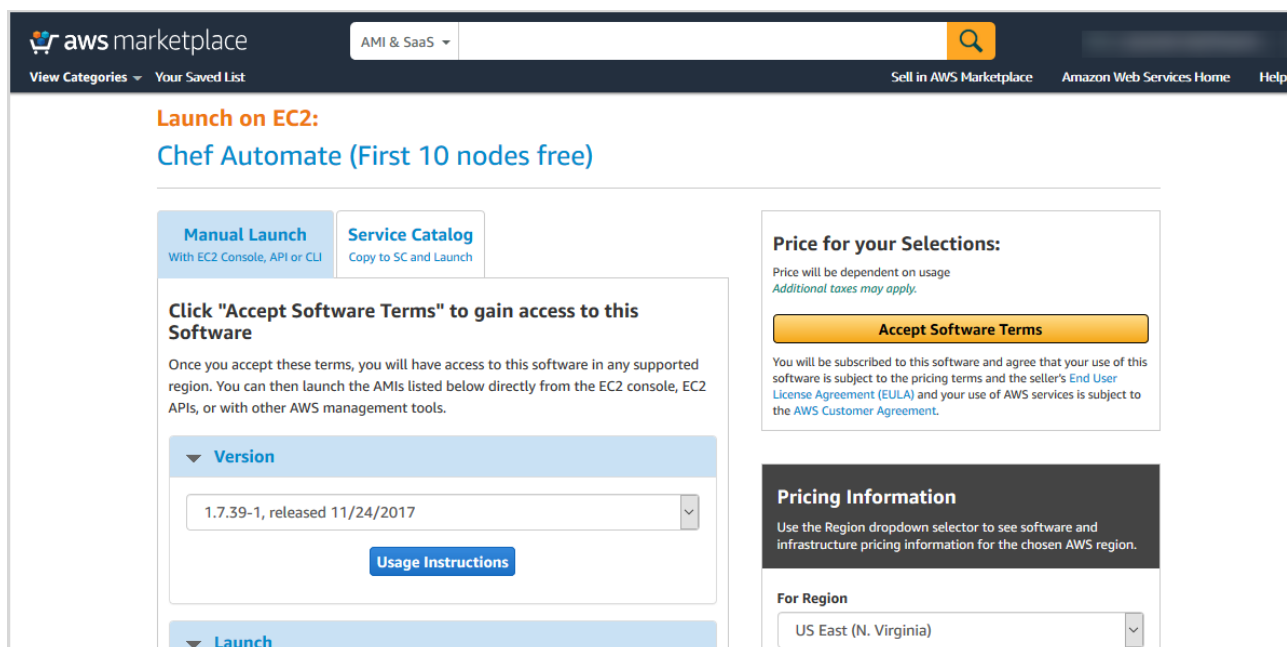 aws marketplace
AMI & SaaS
View Categories
Your Saved List
Sell in AWS Marketplace
Amazon Web Services Home
Help
Launch on EC2:
Chef Automate (First 10 nodes free)
Manual Launch
With EC2 Console, API or CLI
Service Catalog
Copy to SC and Launch
Click "Accept Software Terms" to gain access to this
Software
Once you accept these terms, you will have access to this software in any supported
region. You can then launch the AMIs listed below directly from the EC2 console, EC2
APIs, or with other AWS management tools.
Version
1.7.39-1, released 11/24/2017
Usage Instructions
Launch
Price for your Selections:
Price will be dependent on usage
Additional taxes may apply.
Accept Software Terms
You will be subscribed to this software and agree that your use of this
software is subject to the pricing terms and the seller's End User
License Agreement (EULA) and your use of AWS services is subject to
the AWS Customer Agreement.
Pricing Information
Use the Region dropdown selector to see software and
infrastructure pricing information for the chosen AWS region.
For Region
US East (N. Virginia)